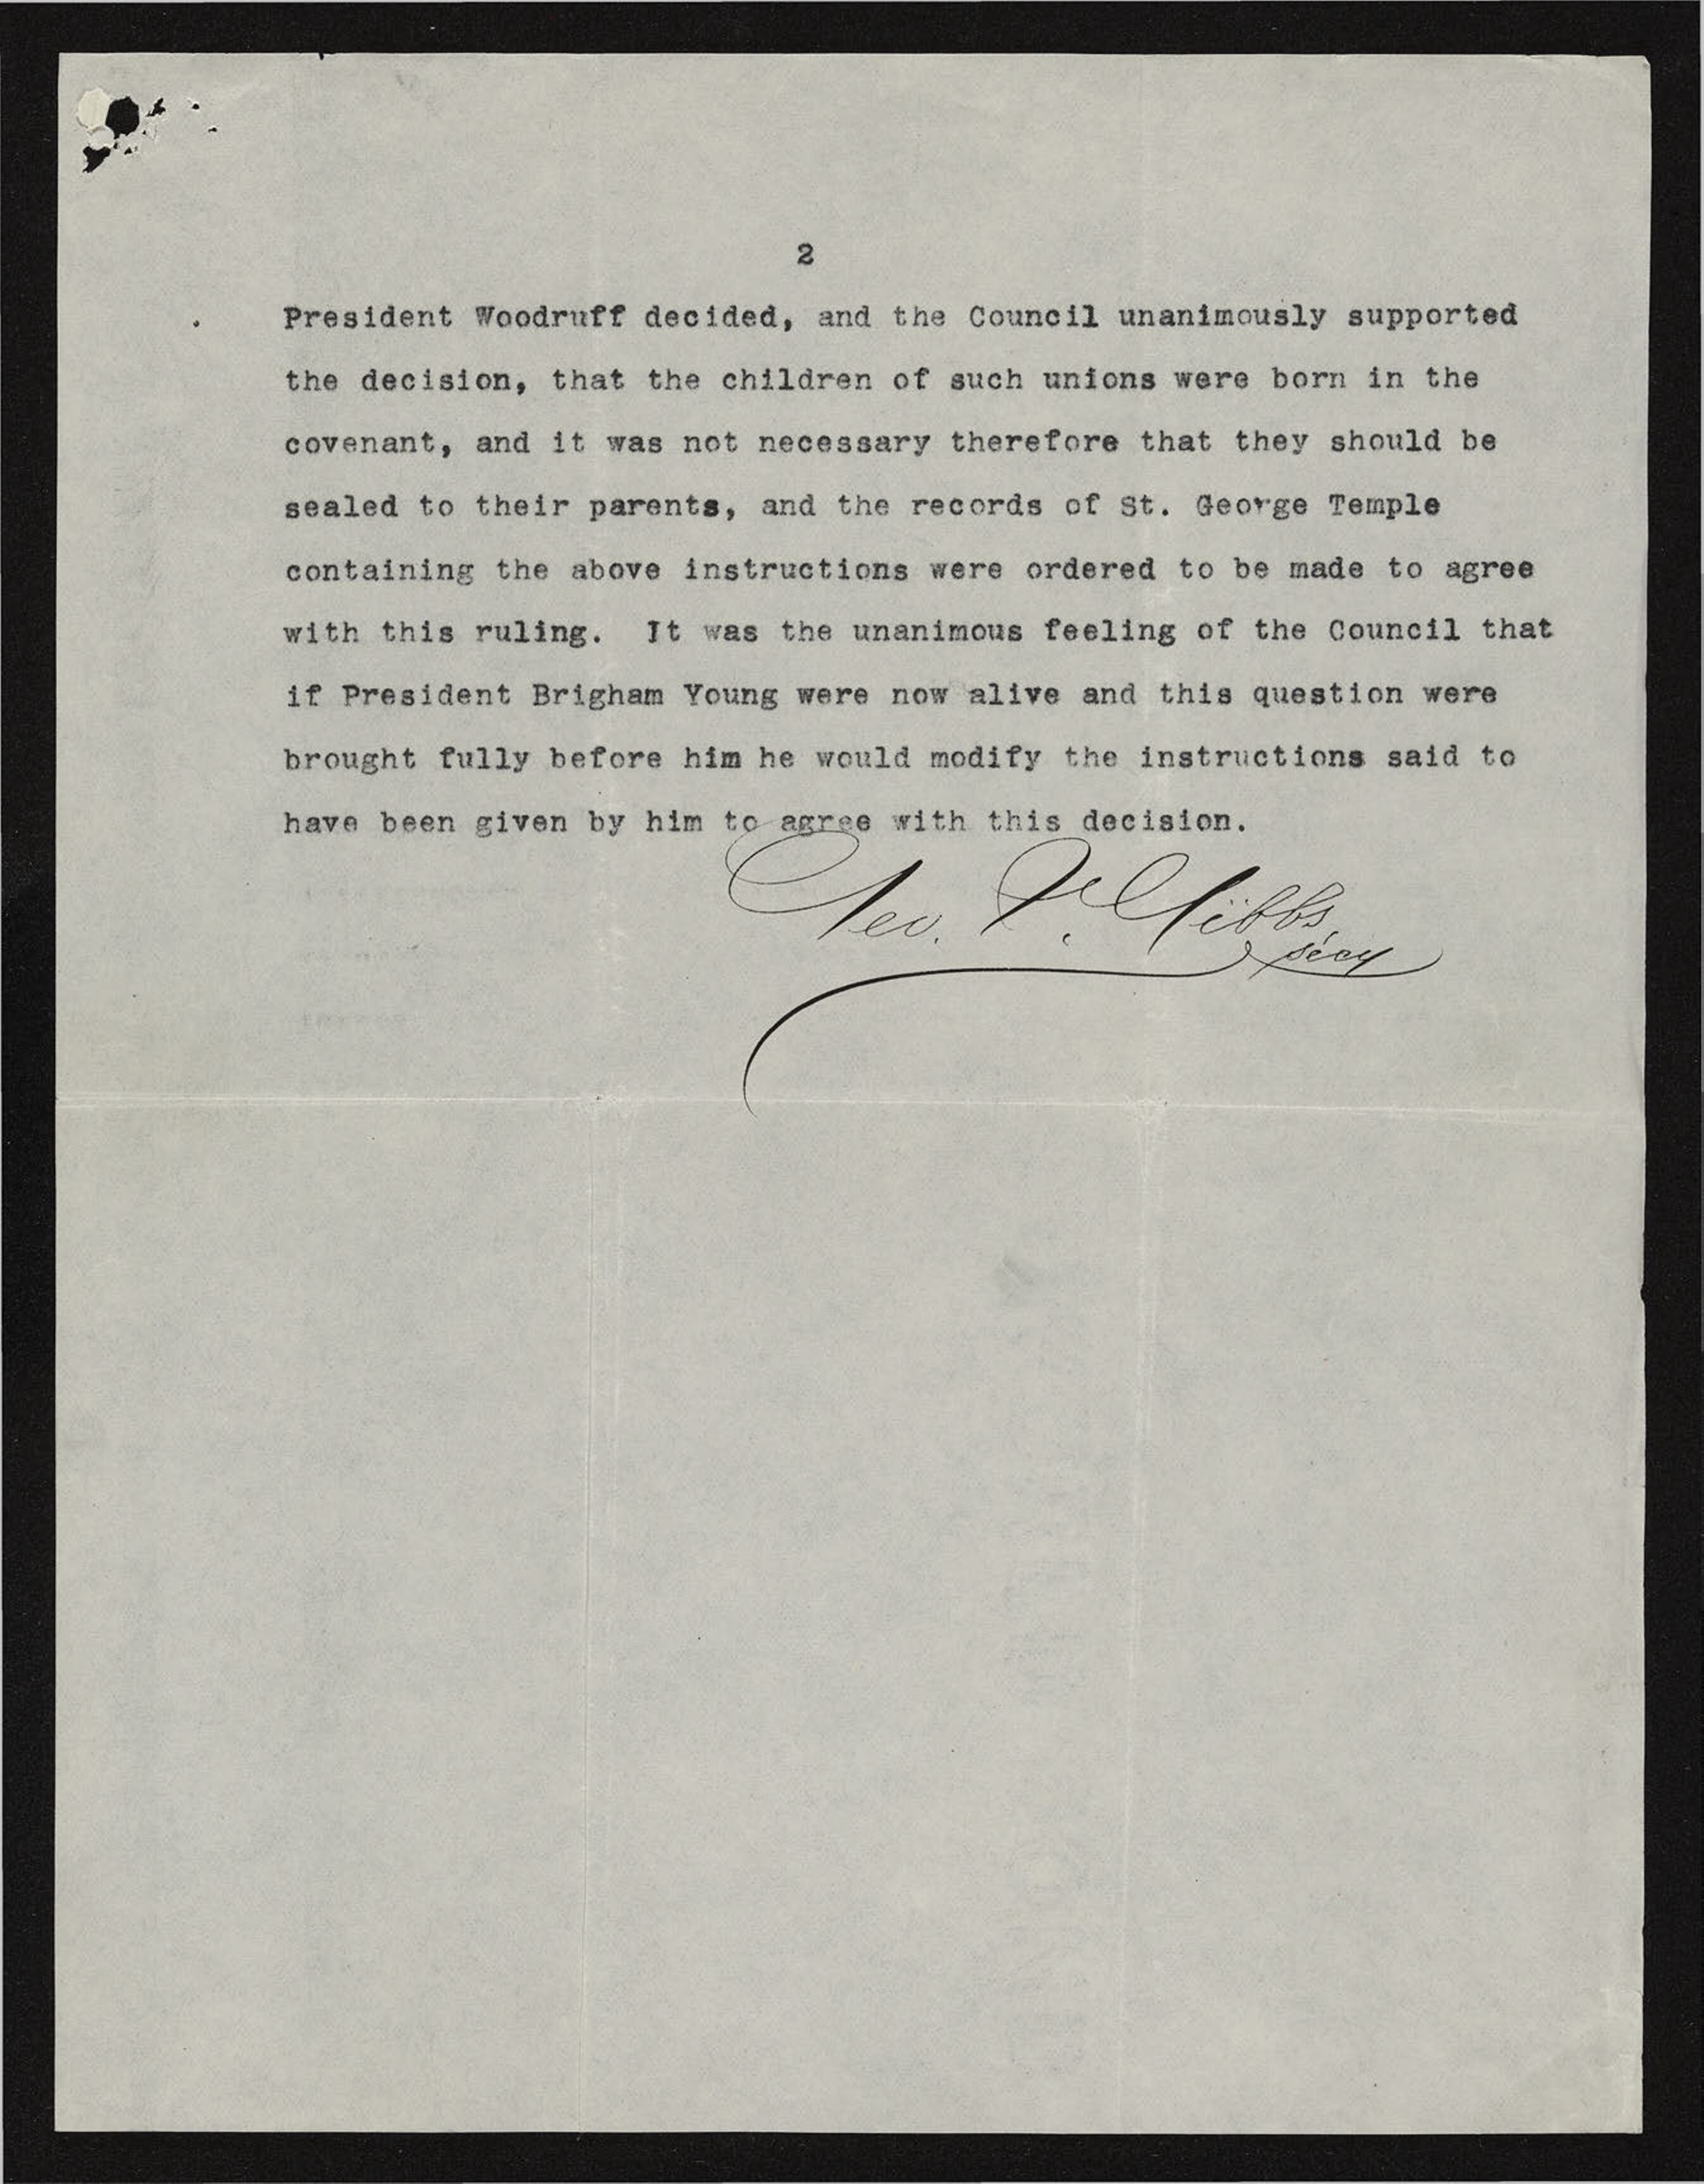 2
President Woodruff decided, and the Council unanimously supported
the decision, that the children of such unions were born in the
covenant, and it was not necessary therefore that they should be
sealed to their parents, and the records of St. George Temple
containing the above instructions were ordered to be made to agree
with this ruling. It was the unanimous feeling of the Council that
if President Brigham Young were now alive and this question were
brought fully before him he would modify the instructions said to
have been given by him to agree with this decision.
Geo. F. Gibbs,
secy